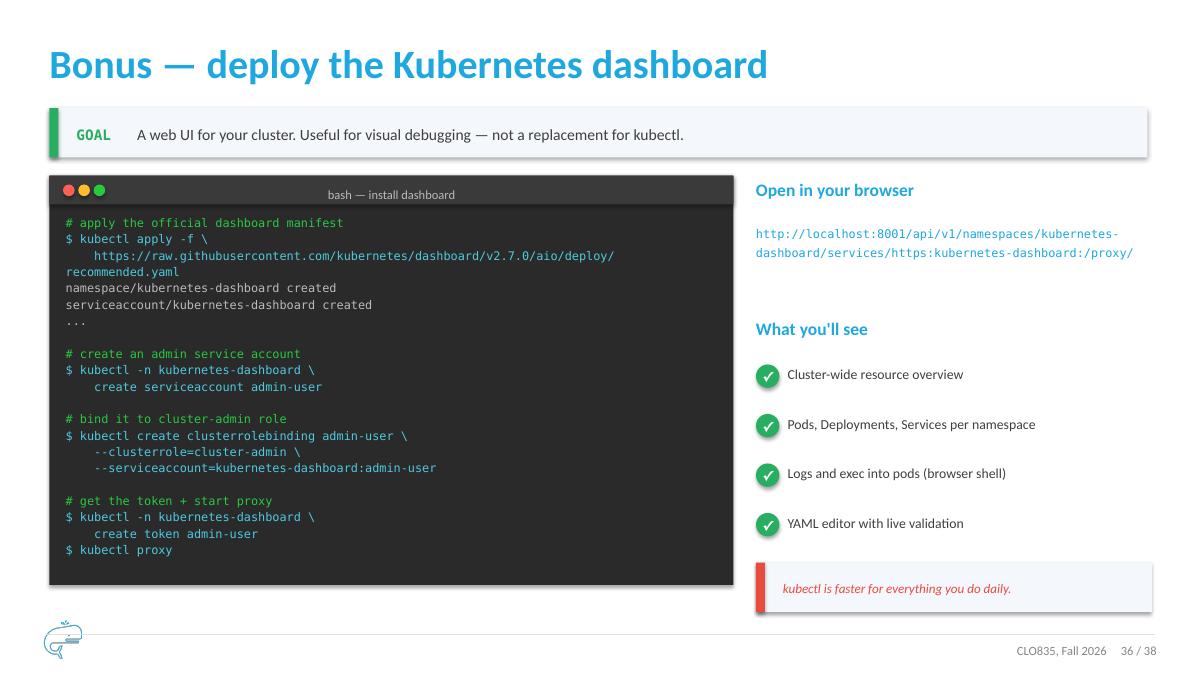 Bonus — deploy the Kubernetes dashboard
GOAL A web UI for your cluster. Useful for visual debugging — not a replacement for kubectl.
bash — install dashboard
# apply the official dashboard manifest
$ kubectl apply -f \
    https://raw.githubusercontent.com/kubernetes/dashboard/v2.7.0/aio/deploy/
recommended.yaml
namespace/kubernetes-dashboard created
serviceaccount/kubernetes-dashboard created
...
# create an admin service account
$ kubectl -n kubernetes-dashboard \
    create serviceaccount admin-user
# bind it to cluster-admin role
$ kubectl create clusterrolebinding admin-user \
    --clusterrole=cluster-admin \
    --serviceaccount=kubernetes-dashboard:admin-user
# get the token + start proxy
$ kubectl -n kubernetes-dashboard \
    create token admin-user
$ kubectl proxy
Open in your browser
http://localhost:8001/api/v1/namespaces/kubernetes-
dashboard/services/https:kubernetes-dashboard:/proxy/
What you'll see
✓ Cluster-wide resource overview
✓ Pods, Deployments, Services per namespace
✓ Logs and exec into pods (browser shell)
✓ YAML editor with live validation
kubectl is faster for everything you do daily.
CLO835, Fall 2026 36 / 38